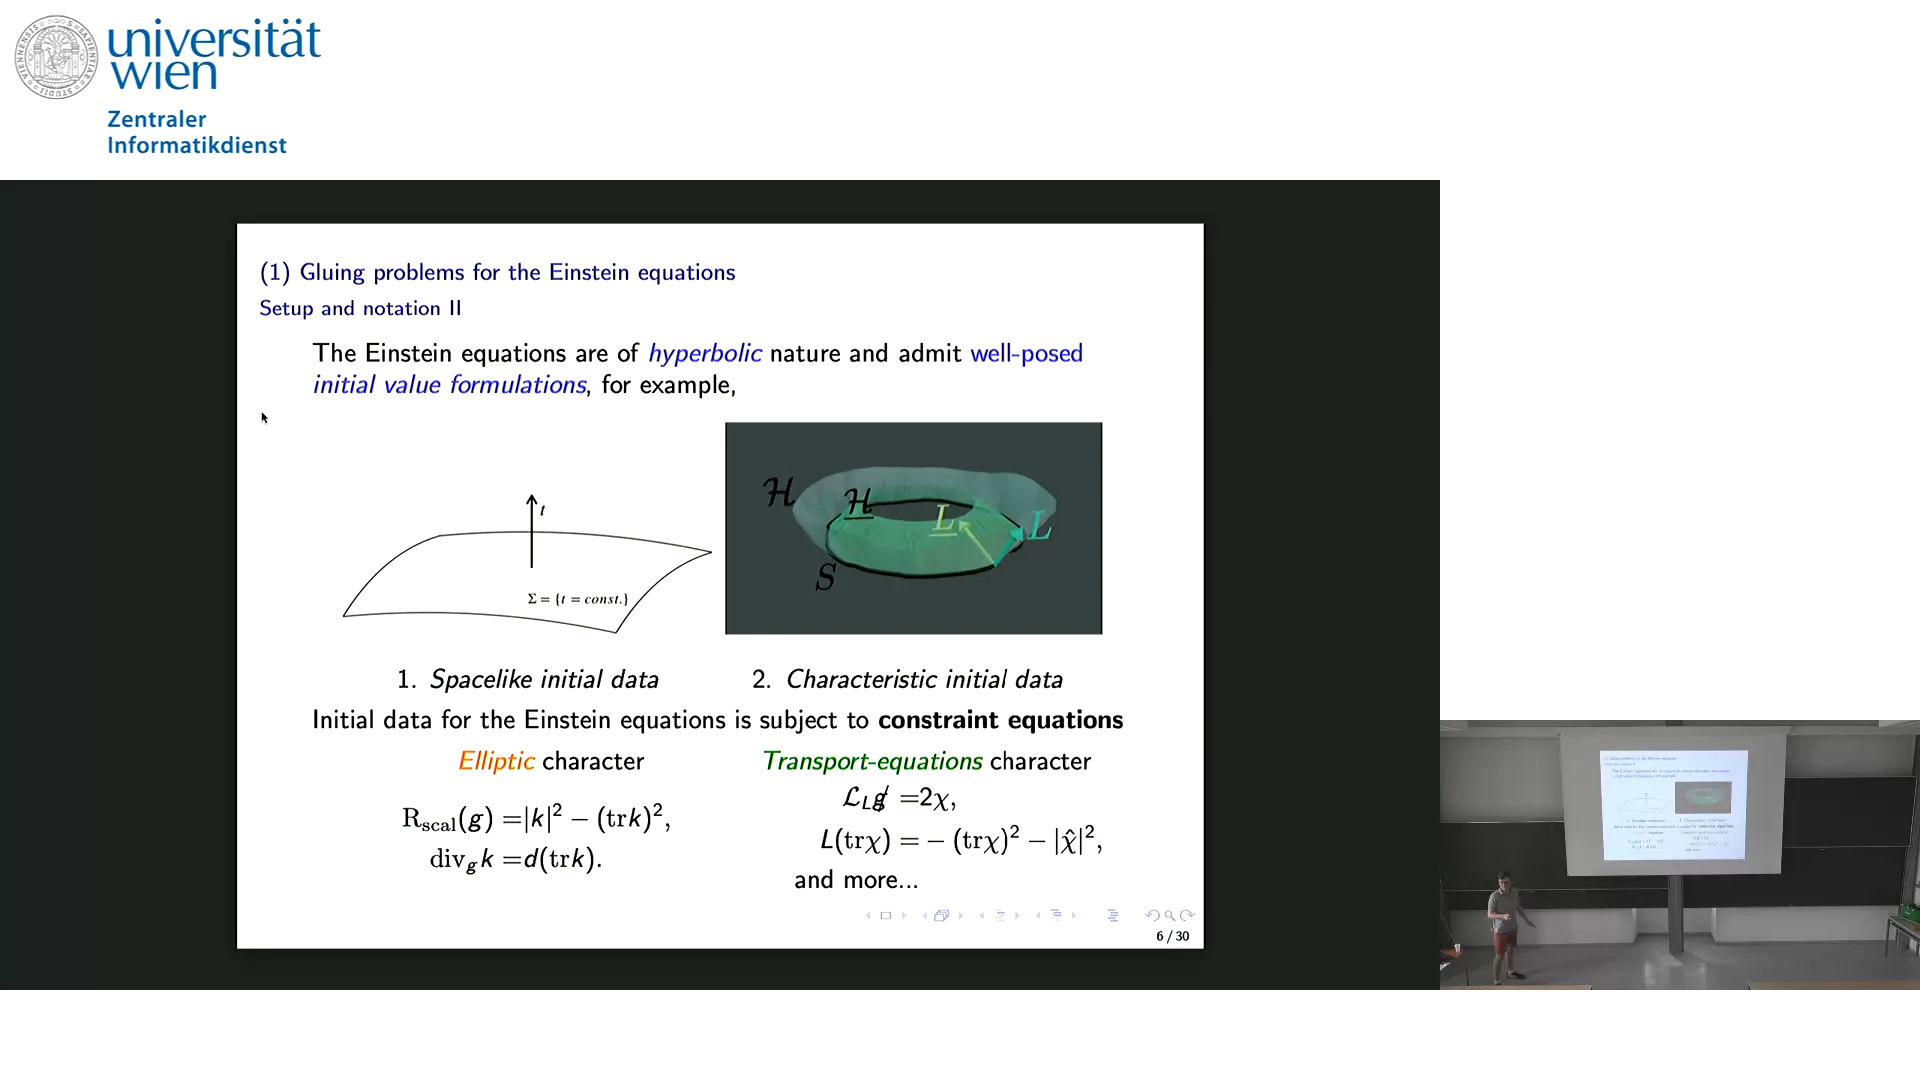 universität
wien
Zentraler
Informatikdienst
(1) Gluing problems for the Einstein equations
Setup and notation II
The Einstein equations are of hyperbolic nature and admit well-posed
initial value formulations, for example,
t
Σ = {t = const.}
ℋ
ℋ̲
L̲
L
S
1. Spacelike initial data
2. Characteristic initial data
Initial data for the Einstein equations is subject to constraint equations
Elliptic character
Transport-equations character
R_scal(g) =|k|² − (trk)²,
div_g k =d(trk).
ℒ_L g̸ =2χ,
L(trχ) = − (trχ)² − |χ̂|²,
and more...
6 / 30